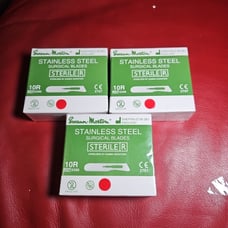 Swann-Morton
STAINLESS STEEL
SURGICAL BLADES
STERILE R
10R
CE
Swann-Morton
STAINLESS STEEL
SURGICAL BLADES
STERILE R
10R
CE
Swann-Morton
STAINLESS STEEL
SURGICAL BLADES
STERILE R
10R
CE